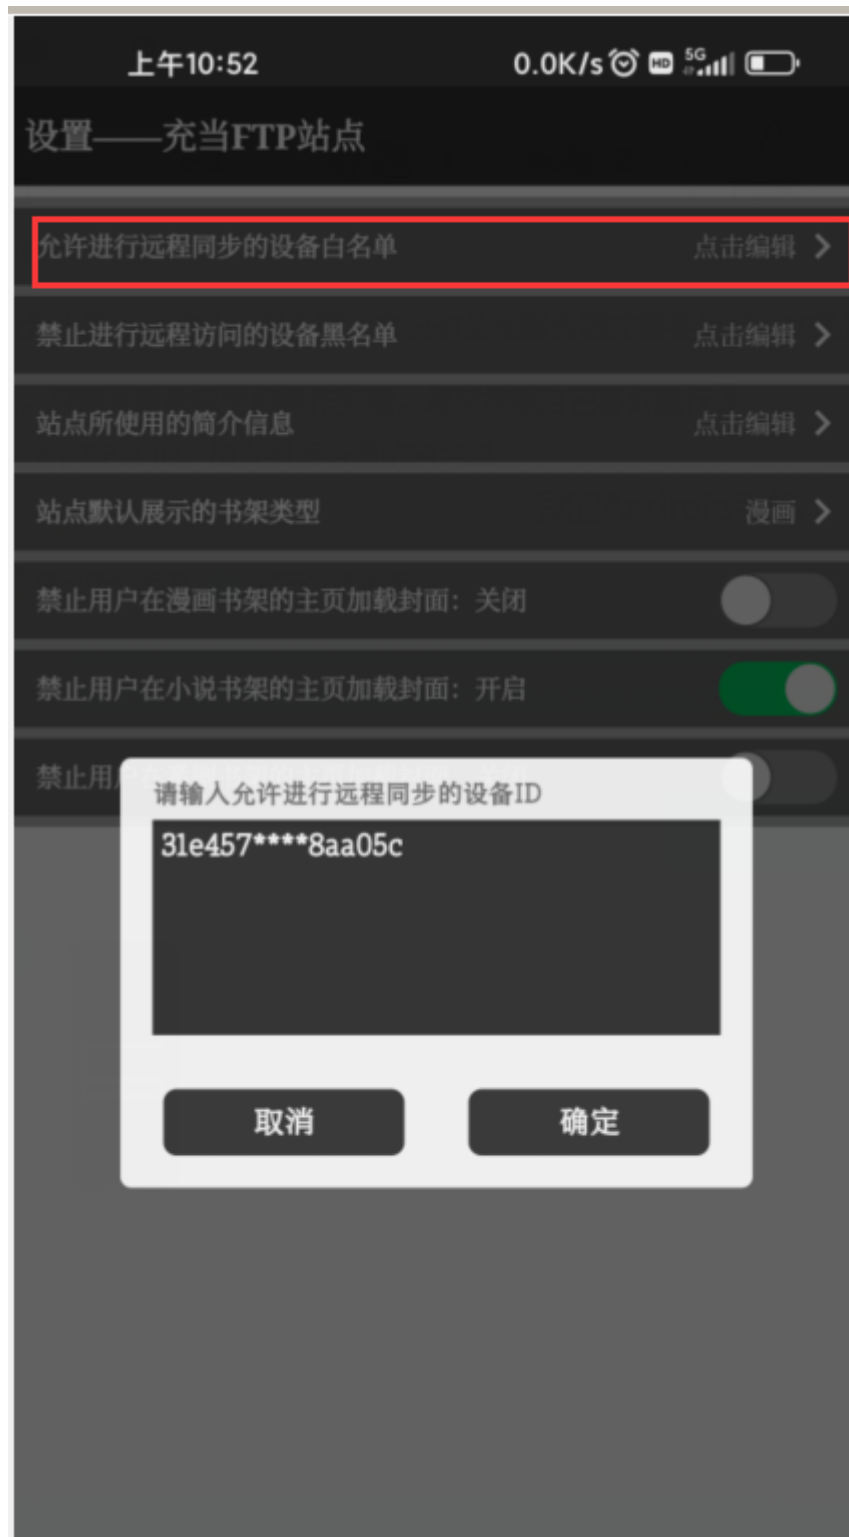 上午10:52 0.0K/s HD 5G
设置——充当FTP站点
允许进行远程同步的设备白名单 点击编辑
禁止进行远程访问的设备黑名单 点击编辑
站点所使用的简介信息 点击编辑
站点默认展示的书架类型 漫画
禁止用户在漫画书架的主页加载封面：关闭
禁止用户在小说书架的主页加载封面：开启
禁止用
请输入允许进行远程同步的设备ID
31e457****8aa05c
取消 确定